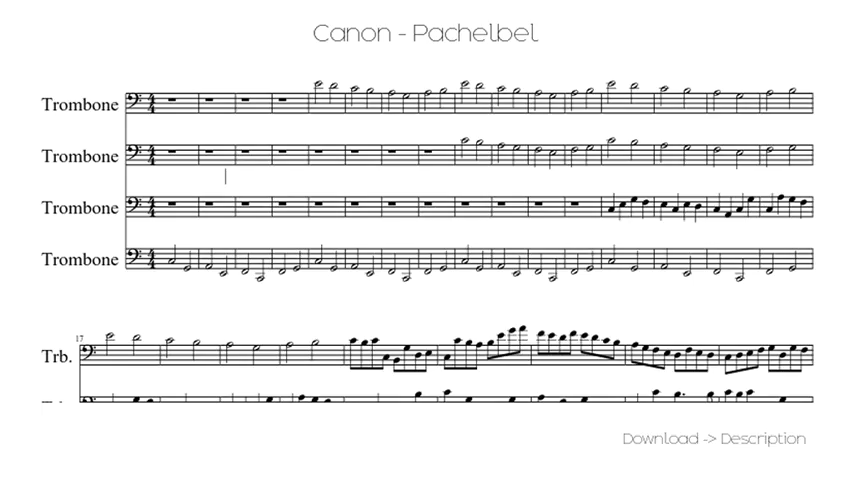 Canon - Pachelbel
Trombone
Trombone
Trombone
Trombone
17
Trb.
Download -> Description